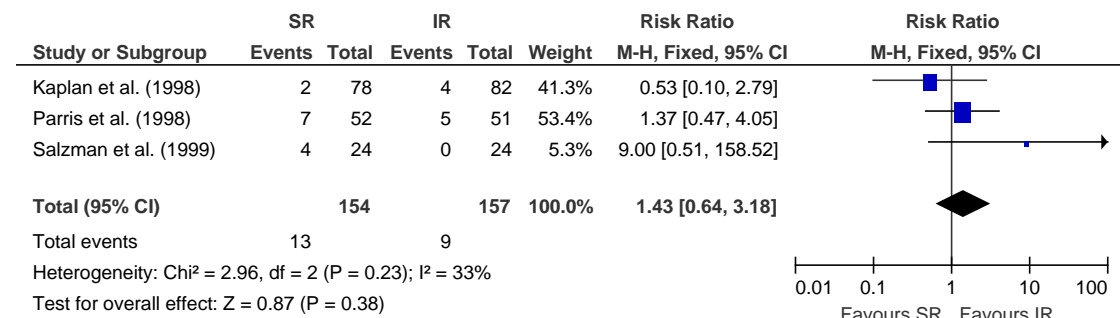 SR IR Risk Ratio Risk Ratio
Study or Subgroup Events Total Events Total Weight M-H, Fixed, 95% CI M-H, Fixed, 95% CI
Kaplan et al. (1998) 2 78 4 82 41.3% 0.53 [0.10, 2.79]
Parris et al. (1998) 7 52 5 51 53.4% 1.37 [0.47, 4.05]
Salzman et al. (1999) 4 24 0 24 5.3% 9.00 [0.51, 158.52]
Total (95% CI) 154 157 100.0% 1.43 [0.64, 3.18]
Total events 13 9
Heterogeneity: Chi² = 2.96, df = 2 (P = 0.23); I² = 33%
Test for overall effect: Z = 0.87 (P = 0.38)
0.01 0.1 1 10 100
Favours SR Favours IR